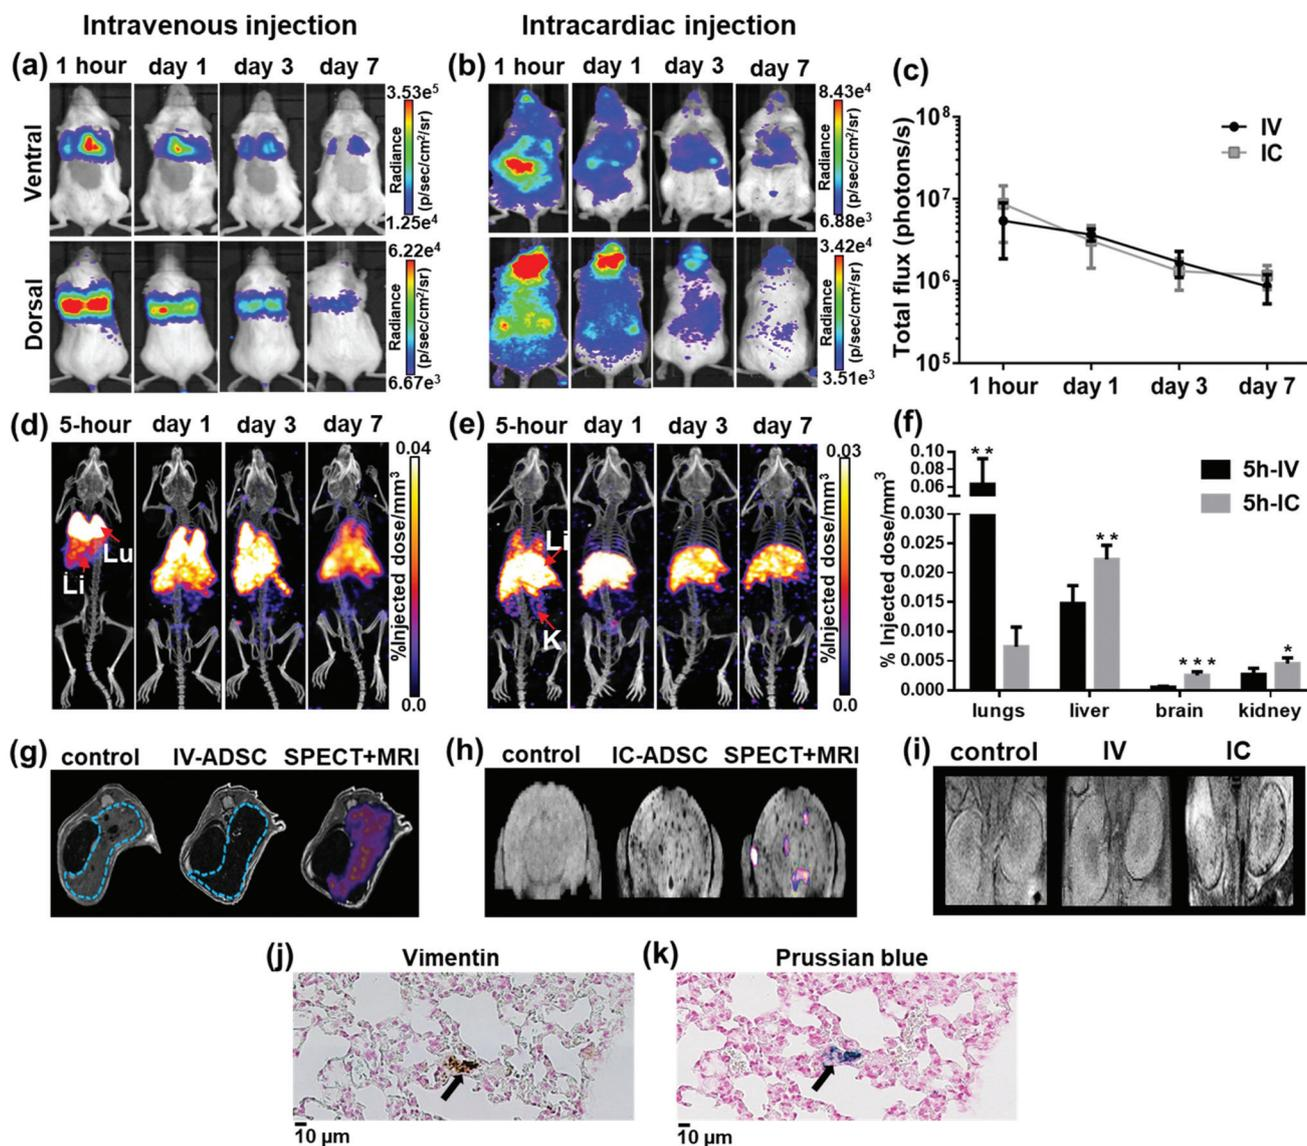 Intravenous injection
Intracardiac injection
(a)
1 hour day 1 day 3 day 7
Ventral
Dorsal
3.53e⁵
Radiance
(p/sec/cm²/sr)
1.25e⁴
6.22e⁴
Radiance
(p/sec/cm²/sr)
6.67e³
(b)
1 hour day 1 day 3 day 7
8.43e⁴
Radiance
(p/sec/cm²/sr)
6.88e³
3.42e⁴
Radiance
(p/sec/cm²/sr)
3.51e³
(c)
Total flux (photons/s)
10⁸
10⁷
10⁶
10⁵
IV
IC
1 hour day 1 day 3 day 7
(d)
5-hour day 1 day 3 day 7
Lu
Li
0.04
%Injected dose/mm³
0.0
(e)
5-hour day 1 day 3 day 7
Li
K
0.03
%Injected dose/mm³
0.0
(f)
% Injected dose/mm³
0.10
0.08
0.06
0.030
0.025
0.020
0.015
0.010
0.005
0.000
**
**
***
*
5h-IV
5h-IC
lungs liver brain kidney
(g)
control IV-ADSC SPECT+MRI
(h)
control IC-ADSC SPECT+MRI
(i)
control IV IC
(j)
Vimentin
10 µm
(k)
Prussian blue
10 µm